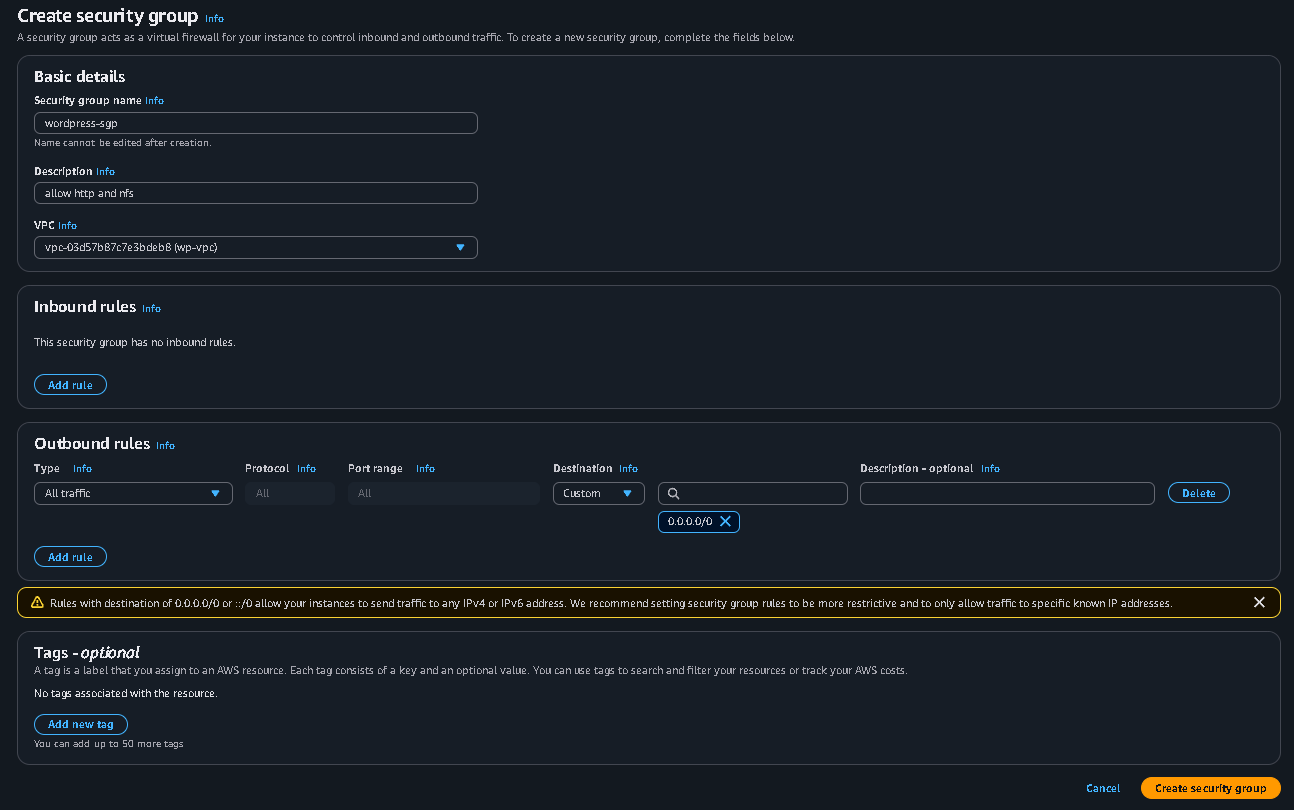 Create security group Info
A security group acts as a virtual firewall for your instance to control inbound and outbound traffic. To create a new security group, complete the fields below.
Basic details
Security group name Info
wordpress-sgp
Name cannot be edited after creation.
Description Info
allow http and nfs
VPC Info
vpc-03d57b87c7e3bdeb8 (wp-vpc)
Inbound rules Info
This security group has no inbound rules.
Add rule
Outbound rules Info
Type Info Protocol Info Port range Info Destination Info Description - optional Info
All traffic All All Custom Delete
0.0.0.0/0
Add rule
Rules with destination of 0.0.0.0/0 or ::/0 allow your instances to send traffic to any IPv4 or IPv6 address. We recommend setting security group rules to be more restrictive and to only allow traffic to specific known IP addresses.
Tags - optional
A tag is a label that you assign to an AWS resource. Each tag consists of a key and an optional value. You can use tags to search and filter your resources or track your AWS costs.
No tags associated with the resource.
Add new tag
You can add up to 50 more tags
Cancel Create security group